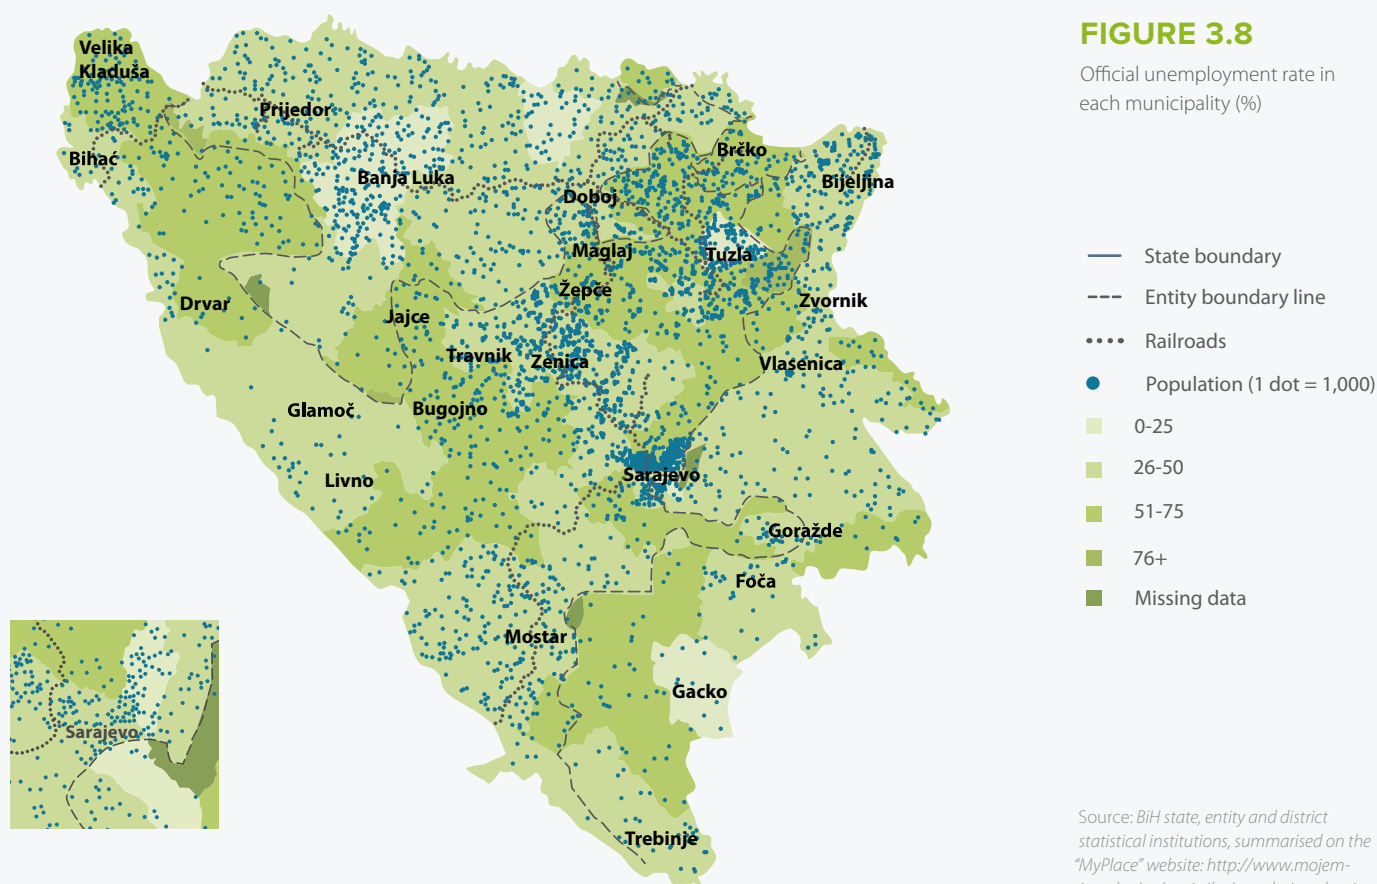 FIGURE 3.8
Official unemployment rate in
each municipality (%)
Velika
Kladuša
Prijedor
Bihać
Banja Luka
Brčko
Bijeljina
Doboj
Maglaj
Tuzla
Žepče
Zvornik
Drvar
Jajce
Travnik
Zenica
Vlasenica
Glamoč
Bugojno
Livno
Sarajevo
Goražde
Foča
Mostar
Gacko
Trebinje
Sarajevo
State boundary
Entity boundary line
Railroads
Population (1 dot = 1,000)
0-25
26-50
51-75
76+
Missing data
Source: BiH state, entity and district
statistical institutions, summarised on the
“MyPlace” website: http://www.mojem-